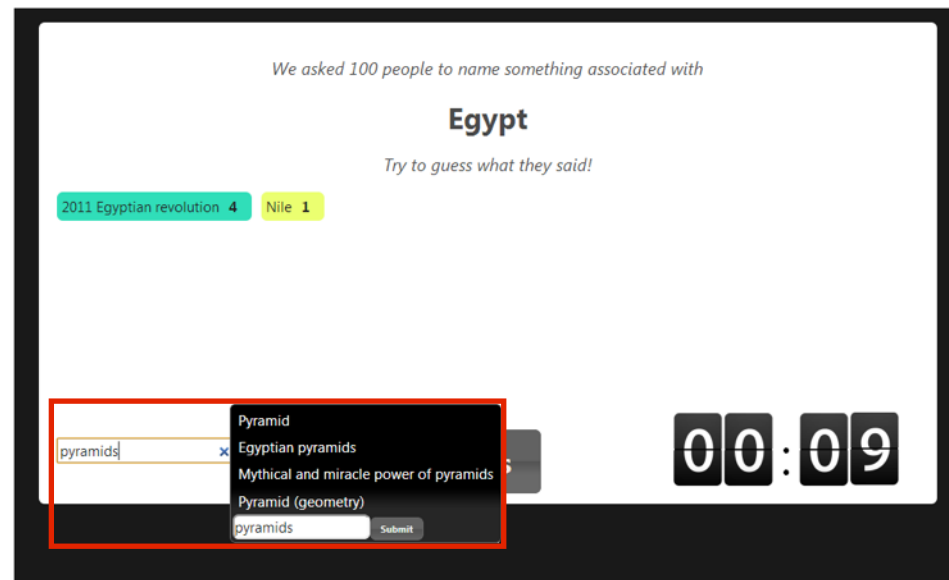 We asked 100 people to name something associated with
Egypt
Try to guess what they said!
2011 Egyptian revolution 4 Nile 1
Pyramid
Egyptian pyramids
pyramids ×
Mythical and miracle power of pyramids
Pyramid (geometry)
pyramids Submit
00:09